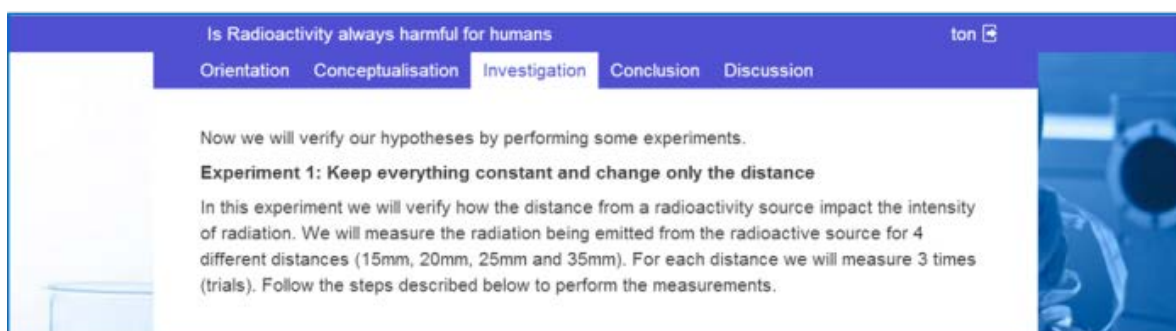 Is Radioactivity always harmful for humans ton
Orientation Conceptualisation Investigation Conclusion Discussion
Now we will verify our hypotheses by performing some experiments.
Experiment 1: Keep everything constant and change only the distance
In this experiment we will verify how the distance from a radioactivity source impact the intensity
of radiation. We will measure the radiation being emitted from the radioactive source for 4
different distances (15mm, 20mm, 25mm and 35mm). For each distance we will measure 3 times
(trials). Follow the steps described below to perform the measurements.